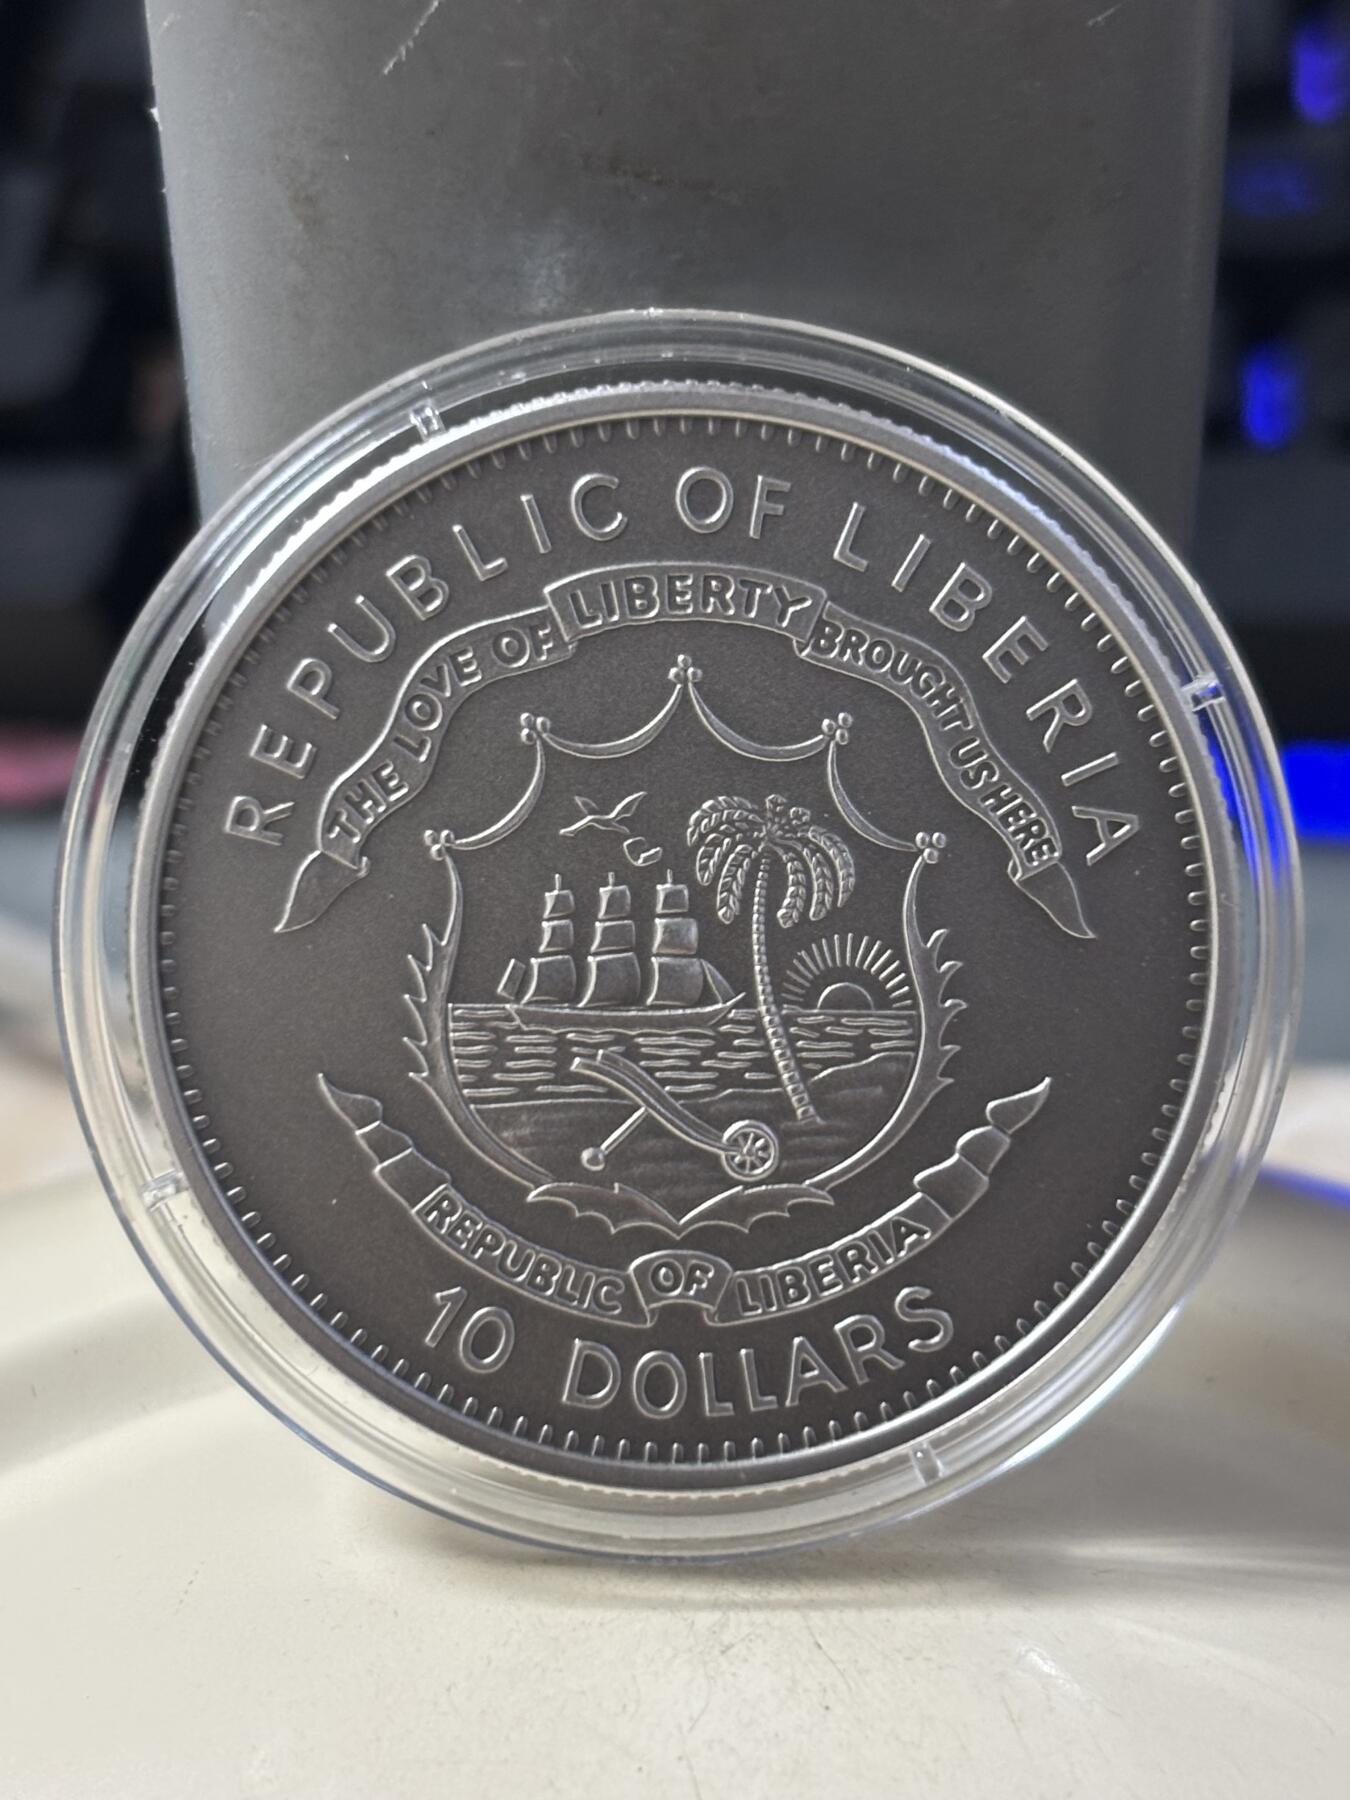 REPUBLIC OF LIBERIA
THE LOVE OF LIBERTY BROUGHT US HERE
REPUBLIC OF LIBERIA
10 DOLLARS